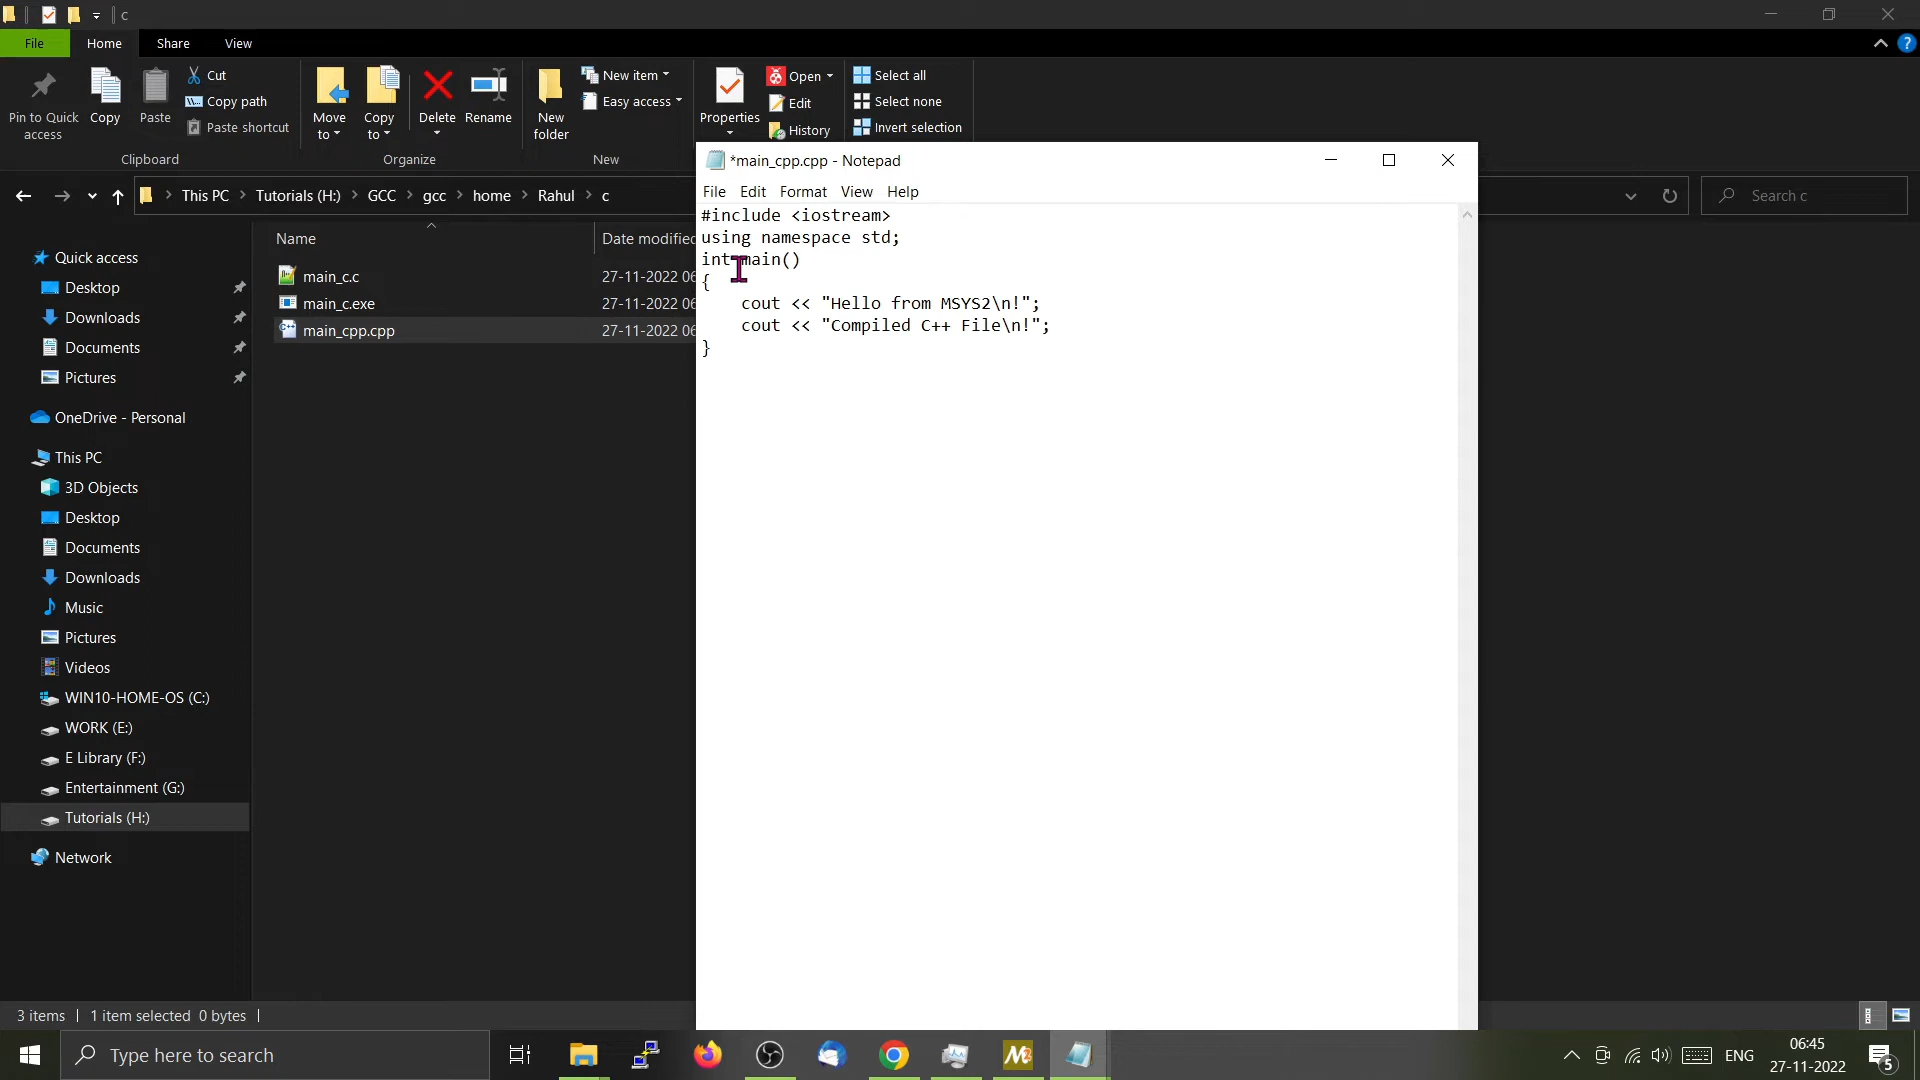 c
File Home Share View
Pin to Quick access
Copy
Paste
Cut
Copy path
Paste shortcut
Clipboard
Move to
Copy to
Delete
Rename
Organize
New folder
New item
Easy access
New
Properties
Open
Edit
History
Select all
Select none
Invert selection
This PC > Tutorials (H:) > GCC > gcc > home > Rahul > c
Search c
Quick access
Desktop
Downloads
Documents
Pictures
OneDrive - Personal
This PC
3D Objects
Desktop
Documents
Downloads
Music
Pictures
Videos
WIN10-HOME-OS (C:)
WORK (E:)
E Library (F:)
Entertainment (G:)
Tutorials (H:)
Network
Name Date modified
main_c.c 27-11-2022 06
main_c.exe 27-11-2022 06
main_cpp.cpp 27-11-2022 06
*main_cpp.cpp - Notepad
File Edit Format View Help
#include <iostream>
using namespace std;
int main()
{
cout << "Hello from MSYS2\n!";
cout << "Compiled C++ File\n!";
}
3 items 1 item selected 0 bytes
Type here to search
ENG
06:45
27-11-2022
5